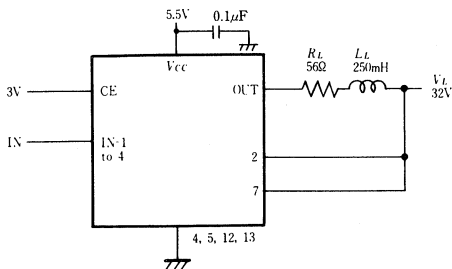 5.5V
0.1μF
VCC
RL
56Ω
LL
250mH
VL
32V
3V
CE
OUT
IN
IN-1
to 4
2
7
4, 5, 12, 13